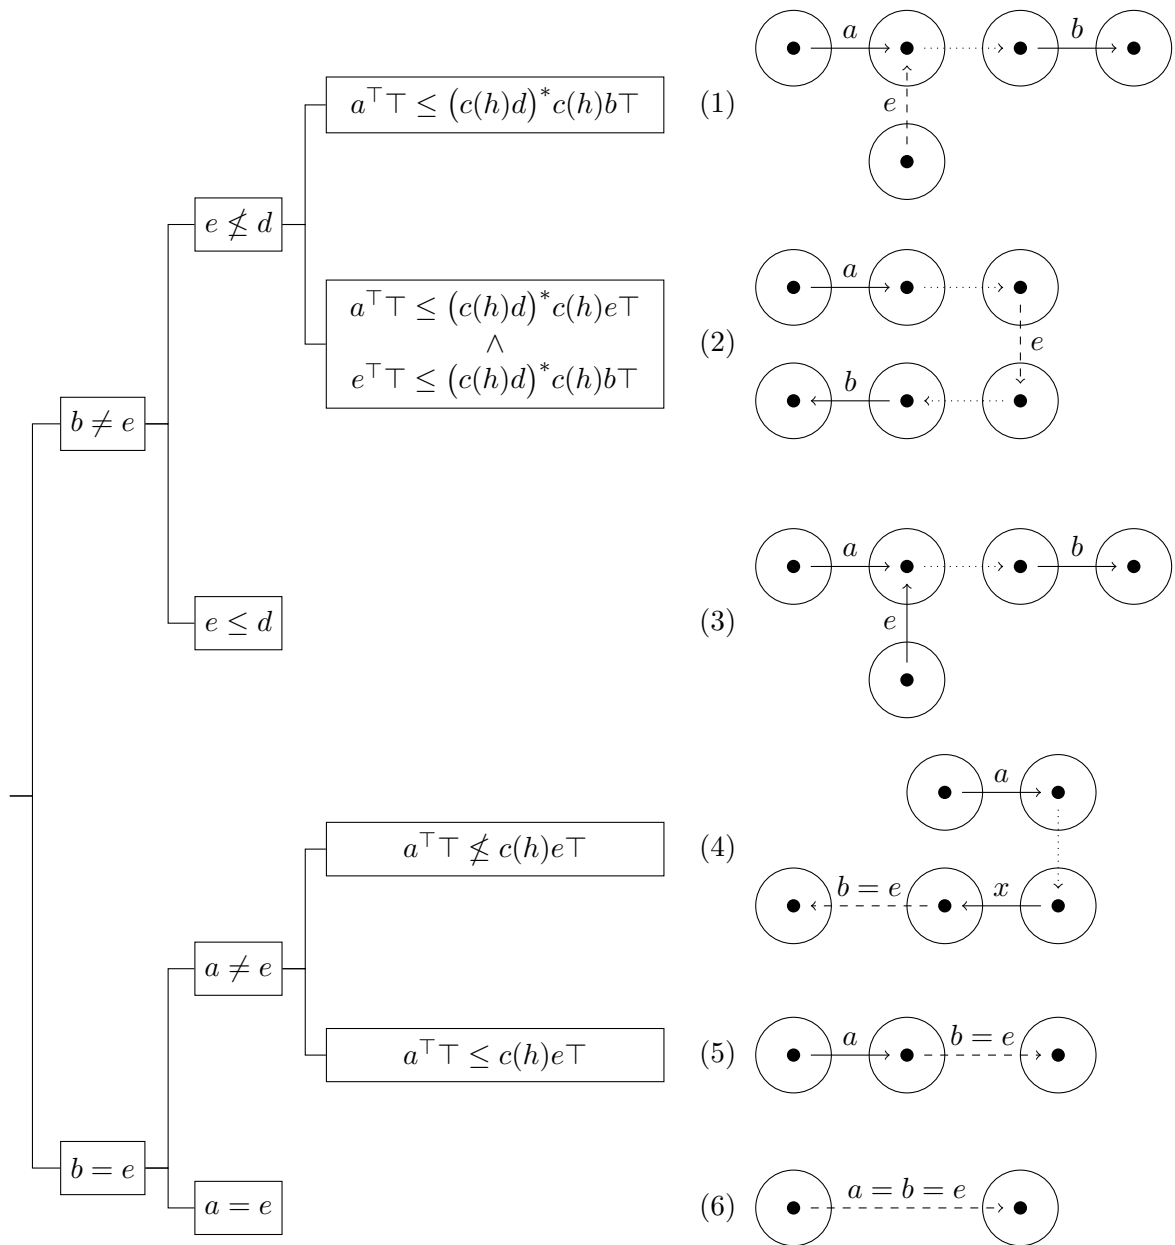 a b
a^⊤⊤ ≤ (c(h)d)^*c(h)b⊤ (1)
e
e ≰ d
a
a^⊤⊤ ≤ (c(h)d)^*c(h)e⊤
∧ (2) e
e^⊤⊤ ≤ (c(h)d)^*c(h)b⊤
b
b ≠ e
a b
e ≤ d (3) e
a
a^⊤⊤ ≰ c(h)e⊤ (4)
b = e x
a ≠ e
a^⊤⊤ ≤ c(h)e⊤ (5) a b = e
b = e
a = e (6) a = b = e